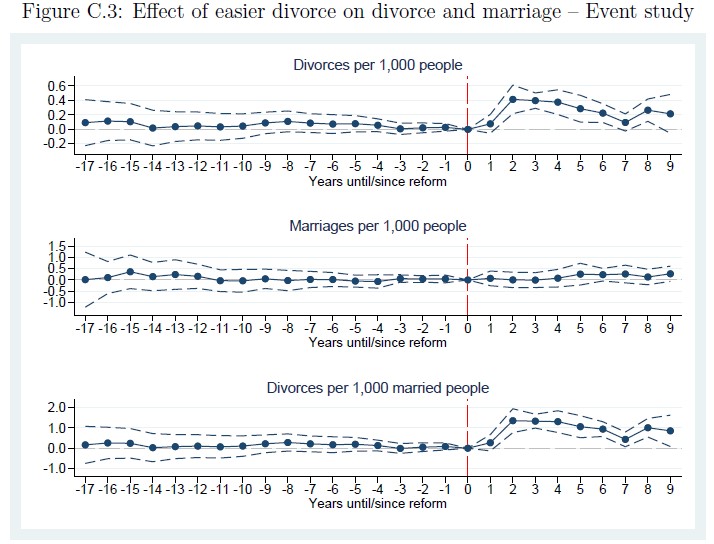 Figure C.3: Effect of easier divorce on divorce and marriage – Event study
Divorces per 1,000 people
0.6
0.4
0.2
0.0
-0.2
-17 -16 -15 -14 -13 -12 -11 -10 -9 -8 -7 -6 -5 -4 -3 -2 -1 0 1 2 3 4 5 6 7 8 9
Years until/since reform
Marriages per 1,000 people
1.5
1.0
0.5
0.0
-0.5
-1.0
-17 -16 -15 -14 -13 -12 -11 -10 -9 -8 -7 -6 -5 -4 -3 -2 -1 0 1 2 3 4 5 6 7 8 9
Years until/since reform
Divorces per 1,000 married people
2.0
1.0
0.0
-1.0
-17 -16 -15 -14 -13 -12 -11 -10 -9 -8 -7 -6 -5 -4 -3 -2 -1 0 1 2 3 4 5 6 7 8 9
Years until/since reform